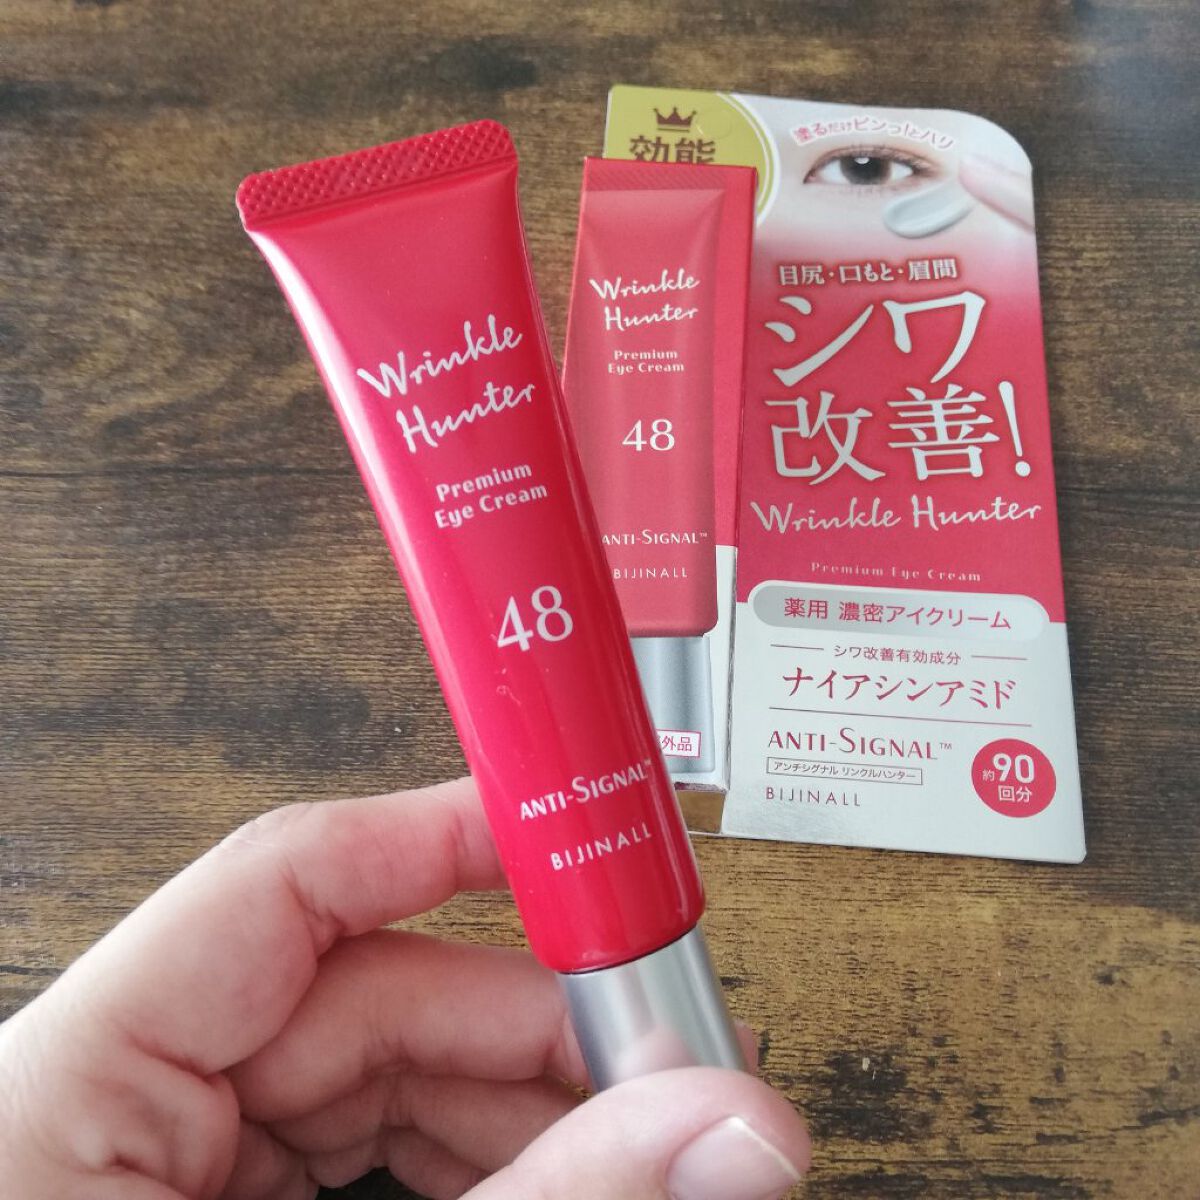 Wrinkle
Hunter
Premium
Eye Cream
48
ANTI-SIGNAL™
BIJINALL
効能
Wrinkle
Hunter
Premium
Eye Cream
48
ANTI-SIGNAL™
BIJINALL
外品
塗るだけピンっ!とハリ
目尻・口もと・眉間
シワ
改善!
Wrinkle Hunter
Premium Eye Cream
薬用 濃密アイクリーム
シワ改善有効成分
ナイアシンアミド
ANTI-SIGNAL™
アンチシグナル リンクルハンター
BIJINALL
約90
回分